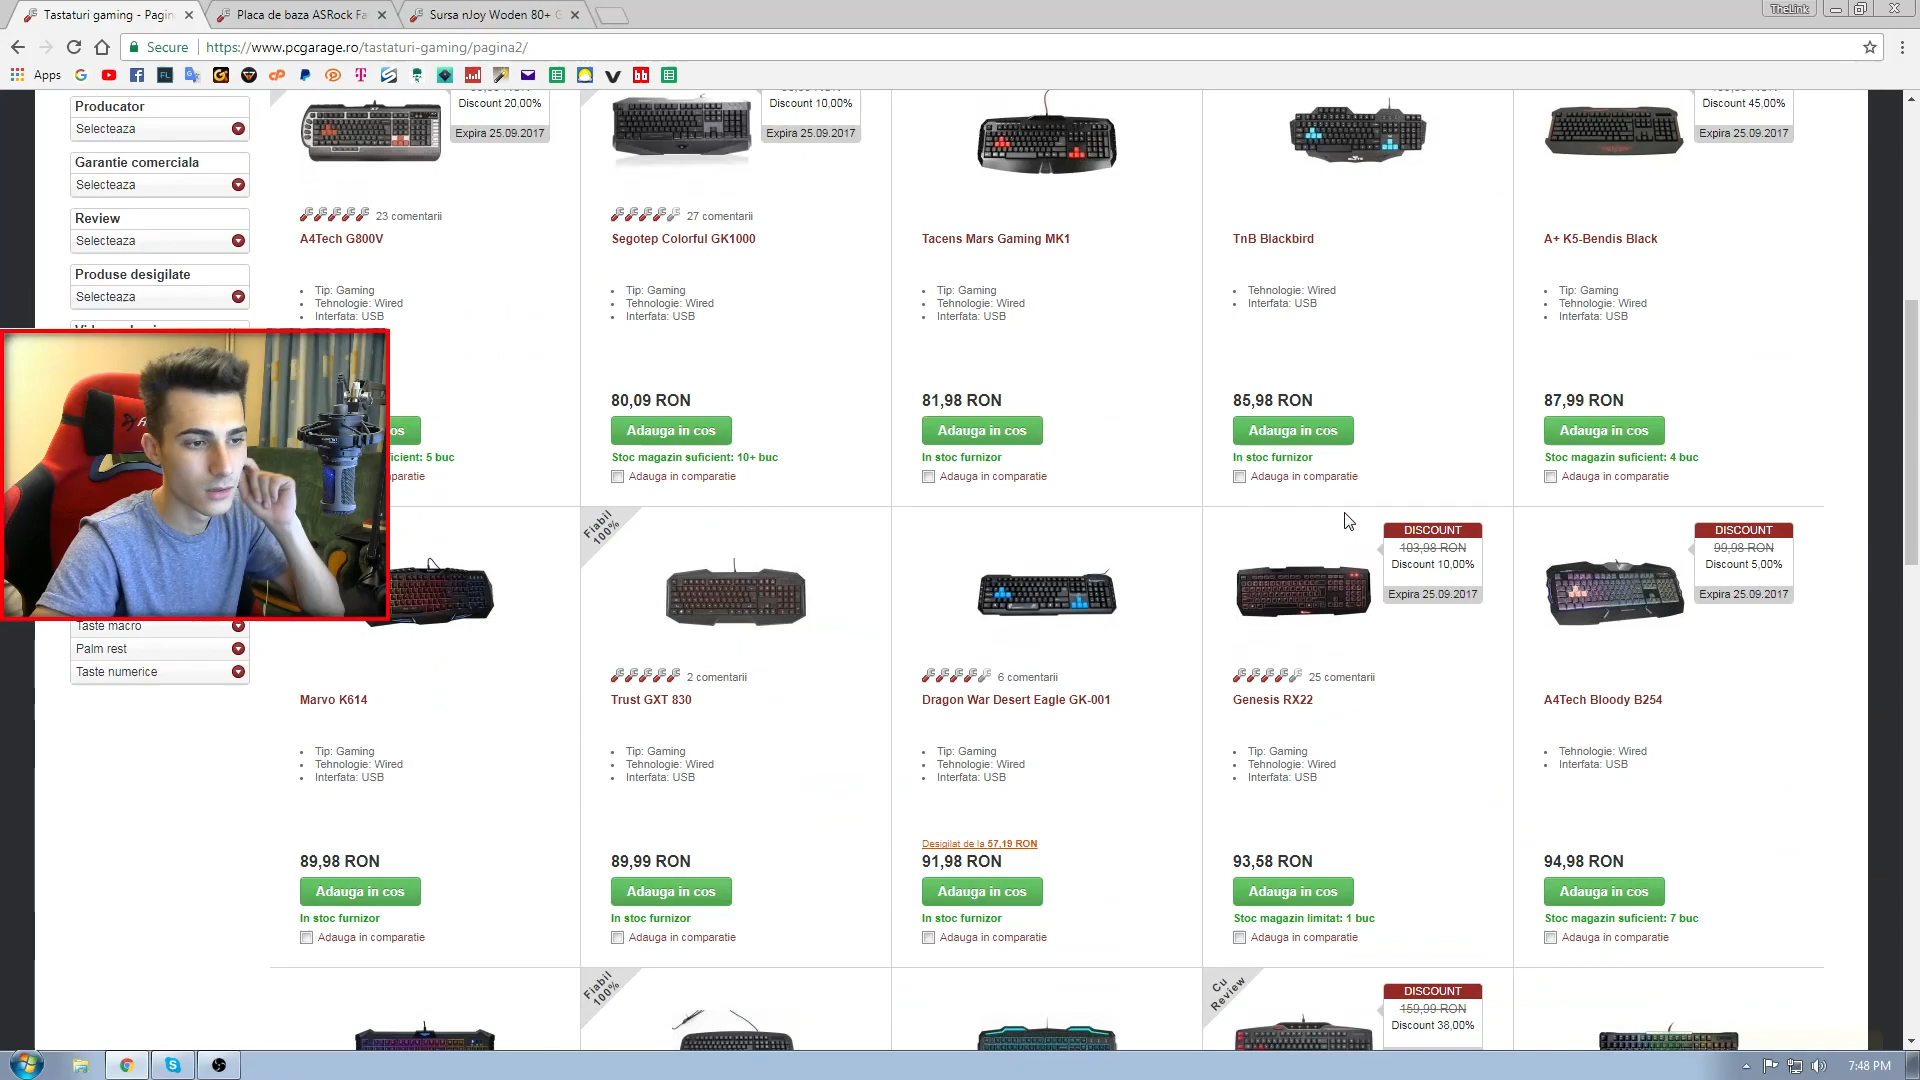 Tastaturi gaming - Pagin
Placa de baza ASRock Fa
Sursa nJoy Woden 80+ G
TheLink
Secure
https://www.pcgarage.ro/tastaturi-gaming/pagina2/
Apps
Producator
Selecteaza
Garantie comerciala
Selecteaza
Review
Selecteaza
Produse desigilate
Selecteaza
Taste macro
Palm rest
Taste numerice
Discount 20,00%
Expira 25.09.2017
Discount 10,00%
Expira 25.09.2017
Discount 45,00%
Expira 25.09.2017
23 comentarii
27 comentarii
A4Tech G800V
Segotep Colorful GK1000
Tacens Mars Gaming MK1
TnB Blackbird
A+ K5-Bendis Black
Tip: Gaming
Tehnologie: Wired
Interfata: USB
Tip: Gaming
Tehnologie: Wired
Interfata: USB
Tip: Gaming
Tehnologie: Wired
Interfata: USB
Tehnologie: Wired
Interfata: USB
Tip: Gaming
Tehnologie: Wired
Interfata: USB
80,09 RON
81,98 RON
85,98 RON
87,99 RON
os
Adauga in cos
Adauga in cos
Adauga in cos
Adauga in cos
icient: 5 buc
Stoc magazin suficient: 10+ buc
In stoc furnizor
In stoc furnizor
Stoc magazin suficient: 4 buc
paratie
Adauga in comparatie
Adauga in comparatie
Adauga in comparatie
Adauga in comparatie
Fiabil
100%
DISCOUNT
103,98 RON
Discount 10,00%
Expira 25.09.2017
DISCOUNT
99,98 RON
Discount 5,00%
Expira 25.09.2017
2 comentarii
6 comentarii
25 comentarii
Marvo K614
Trust GXT 830
Dragon War Desert Eagle GK-001
Genesis RX22
A4Tech Bloody B254
Tip: Gaming
Tehnologie: Wired
Interfata: USB
Tip: Gaming
Tehnologie: Wired
Interfata: USB
Tip: Gaming
Tehnologie: Wired
Interfata: USB
Tip: Gaming
Tehnologie: Wired
Interfata: USB
Tehnologie: Wired
Interfata: USB
Desigilat de la 57,19 RON
89,98 RON
89,99 RON
91,98 RON
93,58 RON
94,98 RON
Adauga in cos
Adauga in cos
Adauga in cos
Adauga in cos
Adauga in cos
In stoc furnizor
In stoc furnizor
In stoc furnizor
Stoc magazin limitat: 1 buc
Stoc magazin suficient: 7 buc
Adauga in comparatie
Adauga in comparatie
Adauga in comparatie
Adauga in comparatie
Adauga in comparatie
Fiabil
100%
Cu
Review
DISCOUNT
159,99 RON
Discount 38,00%
7:48 PM